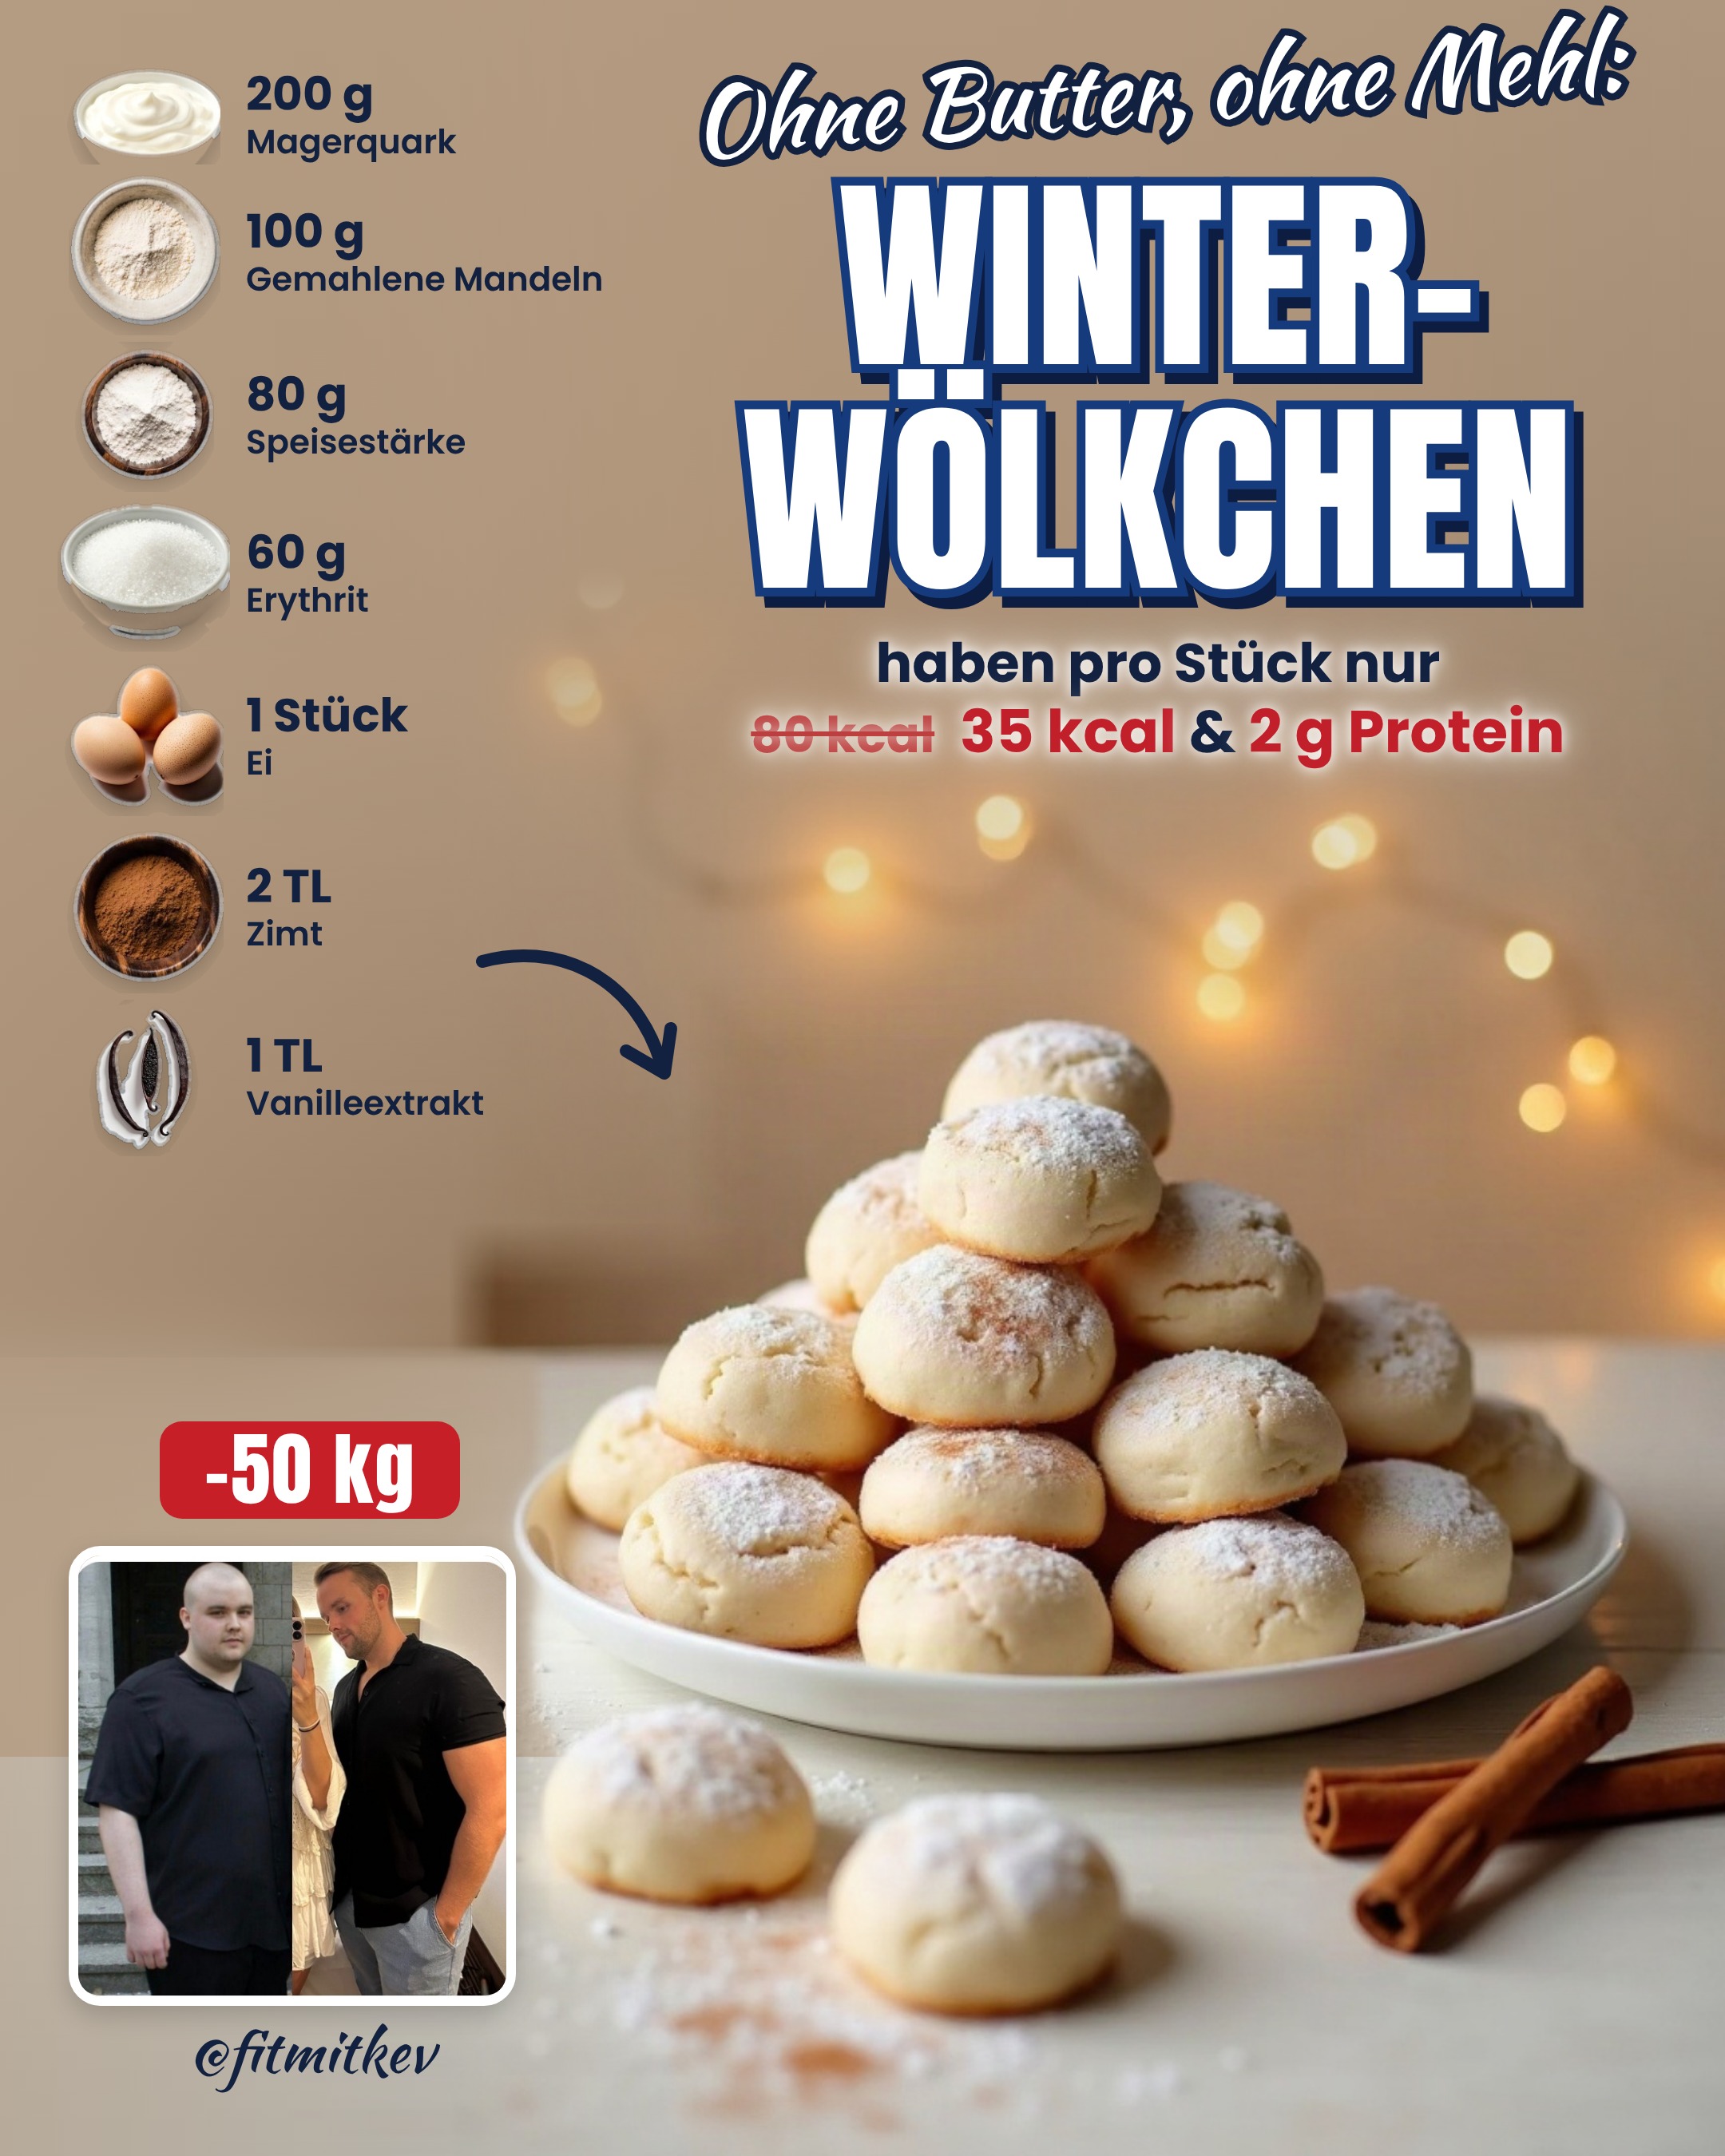 Ohne Butter, ohne Mehl:
WINTER-
WÖLKCHEN
haben pro Stück nur
80 kcal 35 kcal & 2 g Protein
200 g
Magerquark
100 g
Gemahlene Mandeln
80 g
Speisestärke
60 g
Erythrit
1 Stück
Ei
2 TL
Zimt
1 TL
Vanilleextrakt
-50 kg
@fitmitkev